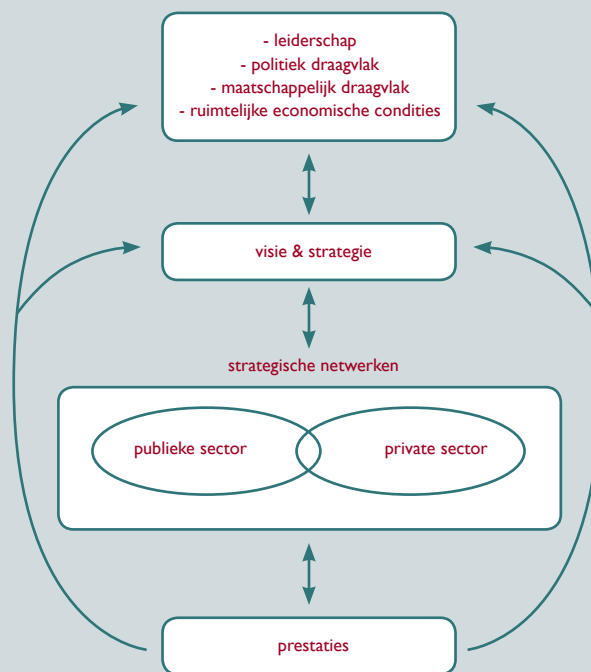 - leiderschap
- politiek draagvlak
- maatschappelijk draagvlak
- ruimtelijke economische condities
visie & strategie
strategische netwerken
publieke sector
private sector
prestaties